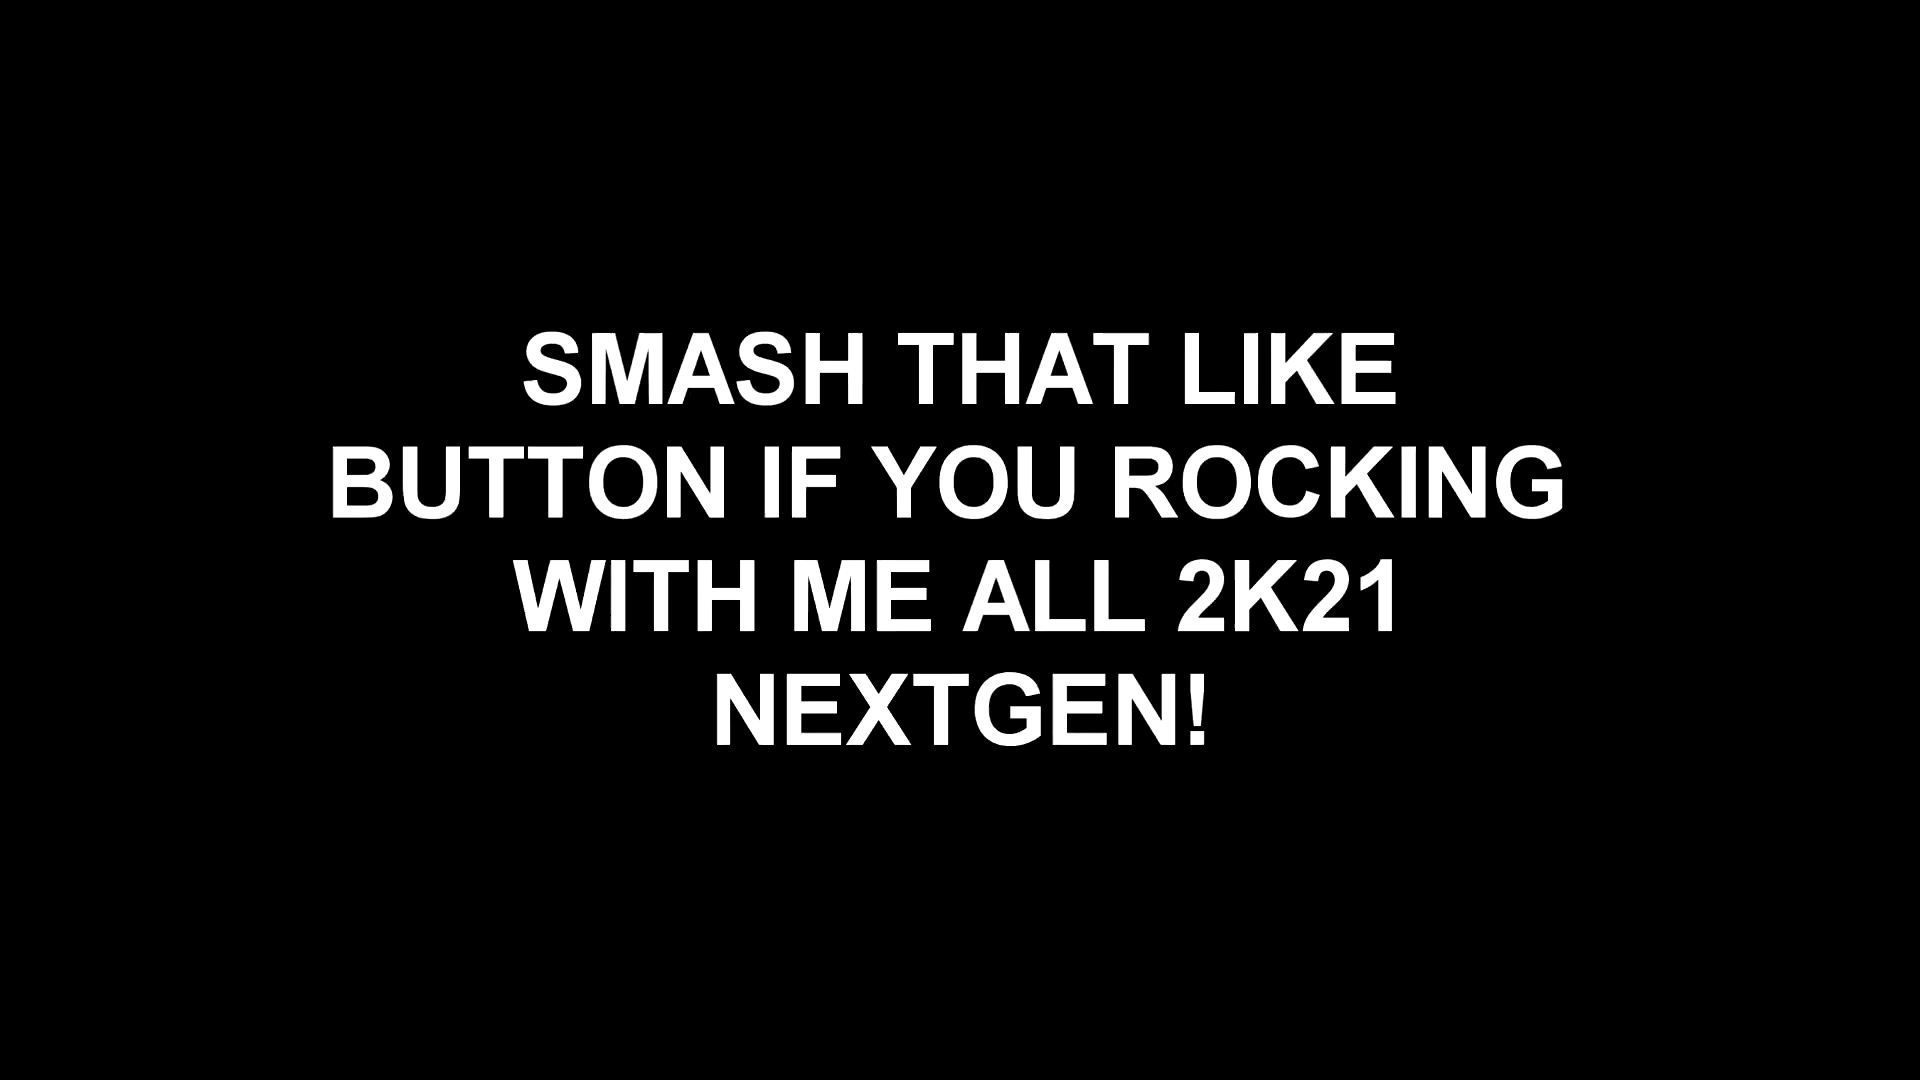 SMASH THAT LIKE
BUTTON IF YOU ROCKING
WITH ME ALL 2K21
NEXTGEN!